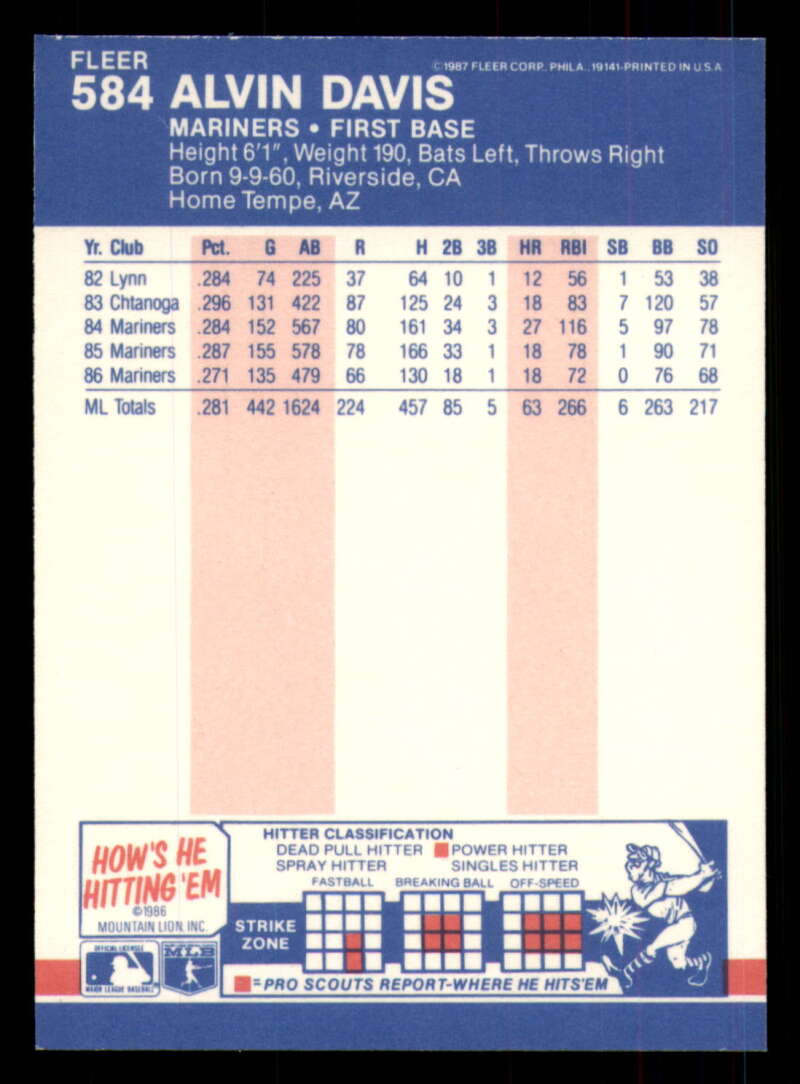 FLEER
©1987 FLEER CORP. PHILA., 19141-PRINTED IN U.S.A.
584 ALVIN DAVIS
MARINERS • FIRST BASE
Height 6'1", Weight 190, Bats Left, Throws Right
Born 9-9-60, Riverside, CA
Home Tempe, AZ
Yr. Club Pct. G AB R H 2B 3B HR RBI SB BB SO
82 Lynn .284 74 225 37 64 10 1 12 56 1 53 38
83 Chtanoga .296 131 422 87 125 24 3 18 83 7 120 57
84 Mariners .284 152 567 80 161 34 3 27 116 5 97 78
85 Mariners .287 155 578 78 166 33 1 18 78 1 90 71
86 Mariners .271 135 479 66 130 18 1 18 72 0 76 68
ML Totals .281 442 1624 224 457 85 5 63 266 6 263 217
HOW'S HE
HITTING 'EM
©1986
MOUNTAIN LION, INC.
HITTER CLASSIFICATION
DEAD PULL HITTER POWER HITTER
SPRAY HITTER SINGLES HITTER
FASTBALL BREAKING BALL OFF-SPEED
STRIKE
ZONE
=PRO SCOUTS REPORT-WHERE HE HITS'EM
OFFICIAL LICENSEE
MAJOR LEAGUE BASEBALL
MLB